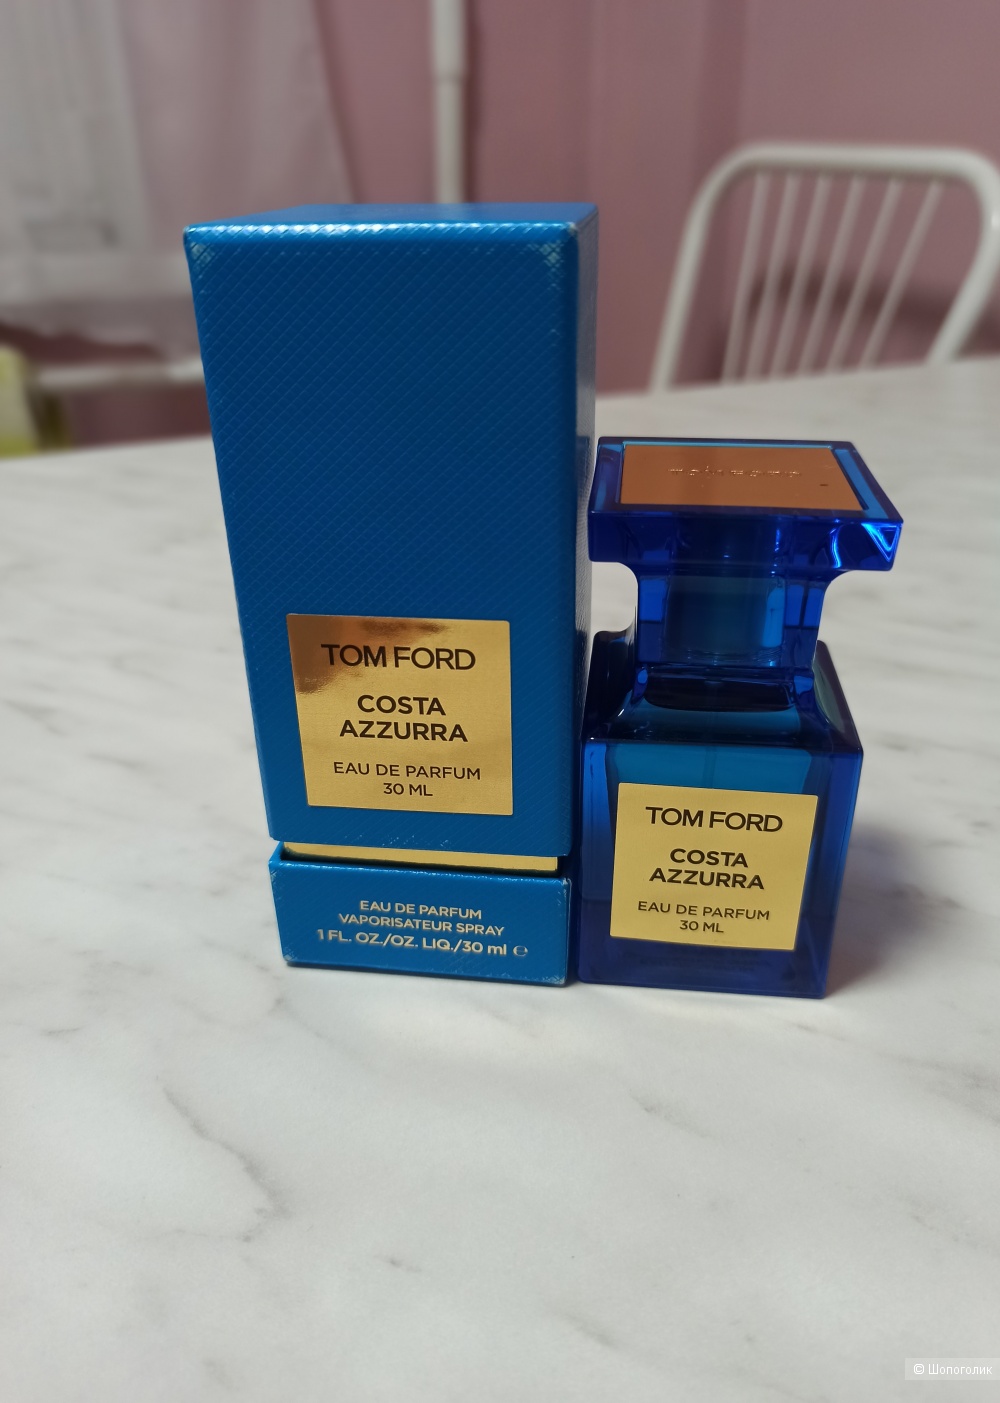 TOM FORD
COSTA
AZZURRA
EAU DE PARFUM
30 ML
EAU DE PARFUM
VAPORISATEUR SPRAY
1 FL. OZ./OZ. LIQ./30 ml ℮
TOM FORD
COSTA
AZZURRA
EAU DE PARFUM
30 ML
© Шопоголик